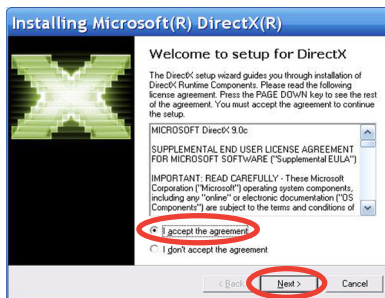 Installing Microsoft(R) DirectX(R)
Welcome to setup for DirectX
The DirectX setup wizard guides you through installation of
DirectX Runtime Components. Please read the following
license agreement. Press the PAGE DOWN key to see the rest
of the agreement. You must accept the agreement to continue
the setup.
MICROSOFT DirectX 9.0c
SUPPLEMENTAL END USER LICENSE AGREEMENT
FOR MICROSOFT SOFTWARE ("Supplemental EULA")
IMPORTANT: READ CAREFULLY - These Microsoft
Corporation ("Microsoft") operating system components,
including any "online" or electronic documentation ("OS
Components") are subject to the terms and conditions of
I accept the agreement
I don't accept the agreement
< Back Next > Cancel